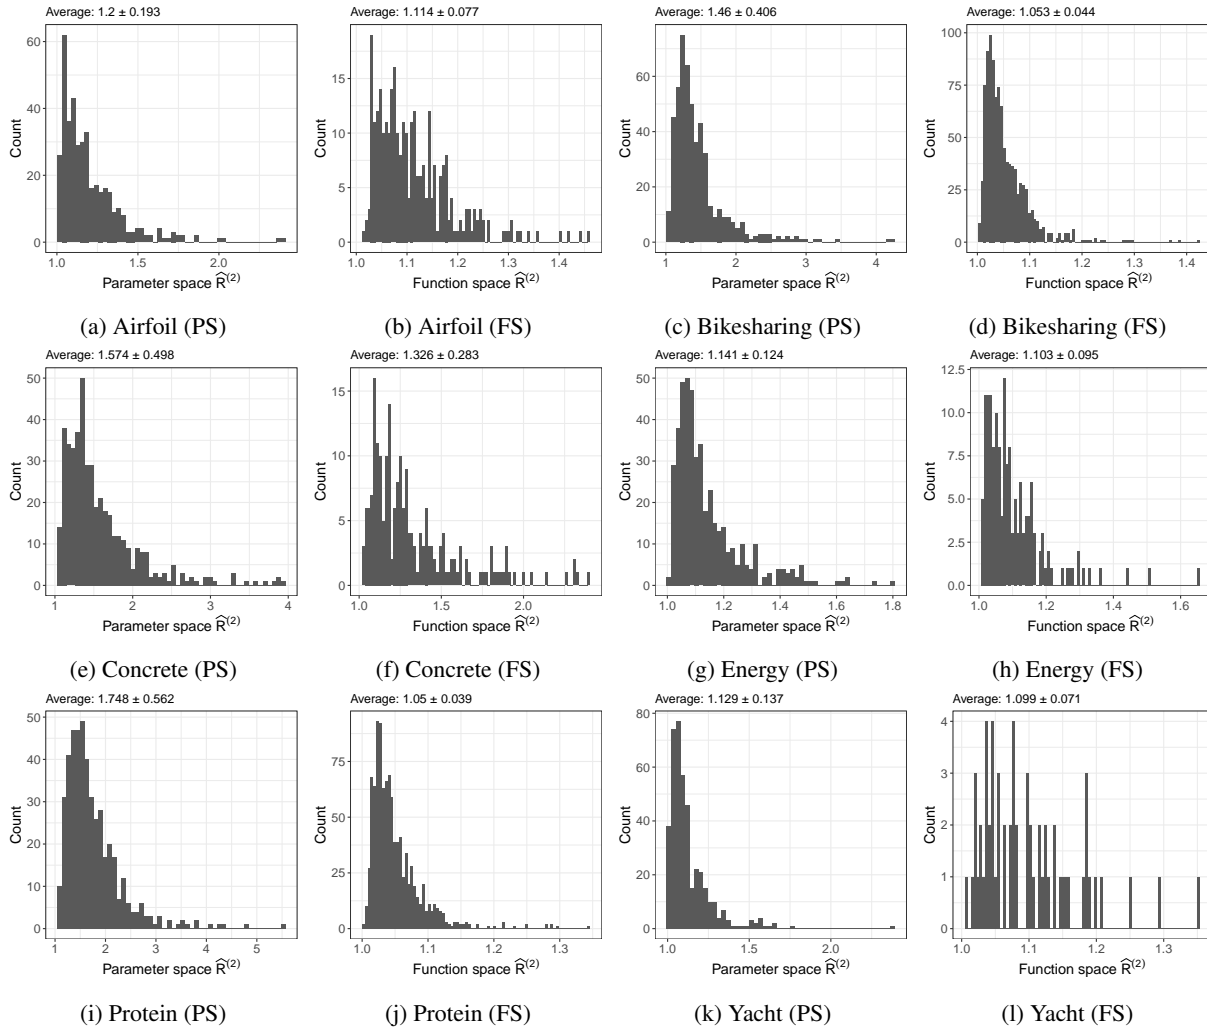 Average: 1.2 ± 0.193
60
40
20
0
Count
1.0 1.5 2.0
Parameter space R̂⁽²⁾
(a) Airfoil (PS)
Average: 1.114 ± 0.077
15
10
5
0
Count
1.0 1.1 1.2 1.3 1.4
Function space R̂⁽²⁾
(b) Airfoil (FS)
Average: 1.46 ± 0.406
60
40
20
0
Count
1 2 3 4
Parameter space R̂⁽²⁾
(c) Bikesharing (PS)
Average: 1.053 ± 0.044
100
75
50
25
0
Count
1.0 1.1 1.2 1.3 1.4
Function space R̂⁽²⁾
(d) Bikesharing (FS)
Average: 1.574 ± 0.498
50
40
30
20
10
0
Count
1 2 3 4
Parameter space R̂⁽²⁾
(e) Concrete (PS)
Average: 1.326 ± 0.283
15
10
5
0
Count
1.0 1.5 2.0
Function space R̂⁽²⁾
(f) Concrete (FS)
Average: 1.141 ± 0.124
50
40
30
20
10
0
Count
1.0 1.2 1.4 1.6 1.8
Parameter space R̂⁽²⁾
(g) Energy (PS)
Average: 1.103 ± 0.095
12.5
10.0
7.5
5.0
2.5
0.0
Count
1.0 1.2 1.4 1.6
Function space R̂⁽²⁾
(h) Energy (FS)
Average: 1.748 ± 0.562
50
40
30
20
10
0
Count
1 2 3 4 5
Parameter space R̂⁽²⁾
(i) Protein (PS)
Average: 1.05 ± 0.039
75
50
25
0
Count
1.0 1.1 1.2 1.3
Function space R̂⁽²⁾
(j) Protein (FS)
Average: 1.129 ± 0.137
80
60
40
20
0
Count
1.0 1.5 2.0
Parameter space R̂⁽²⁾
(k) Yacht (PS)
Average: 1.099 ± 0.071
4
3
2
1
0
Count
1.0 1.1 1.2 1.3
Function space R̂⁽²⁾
(l) Yacht (FS)